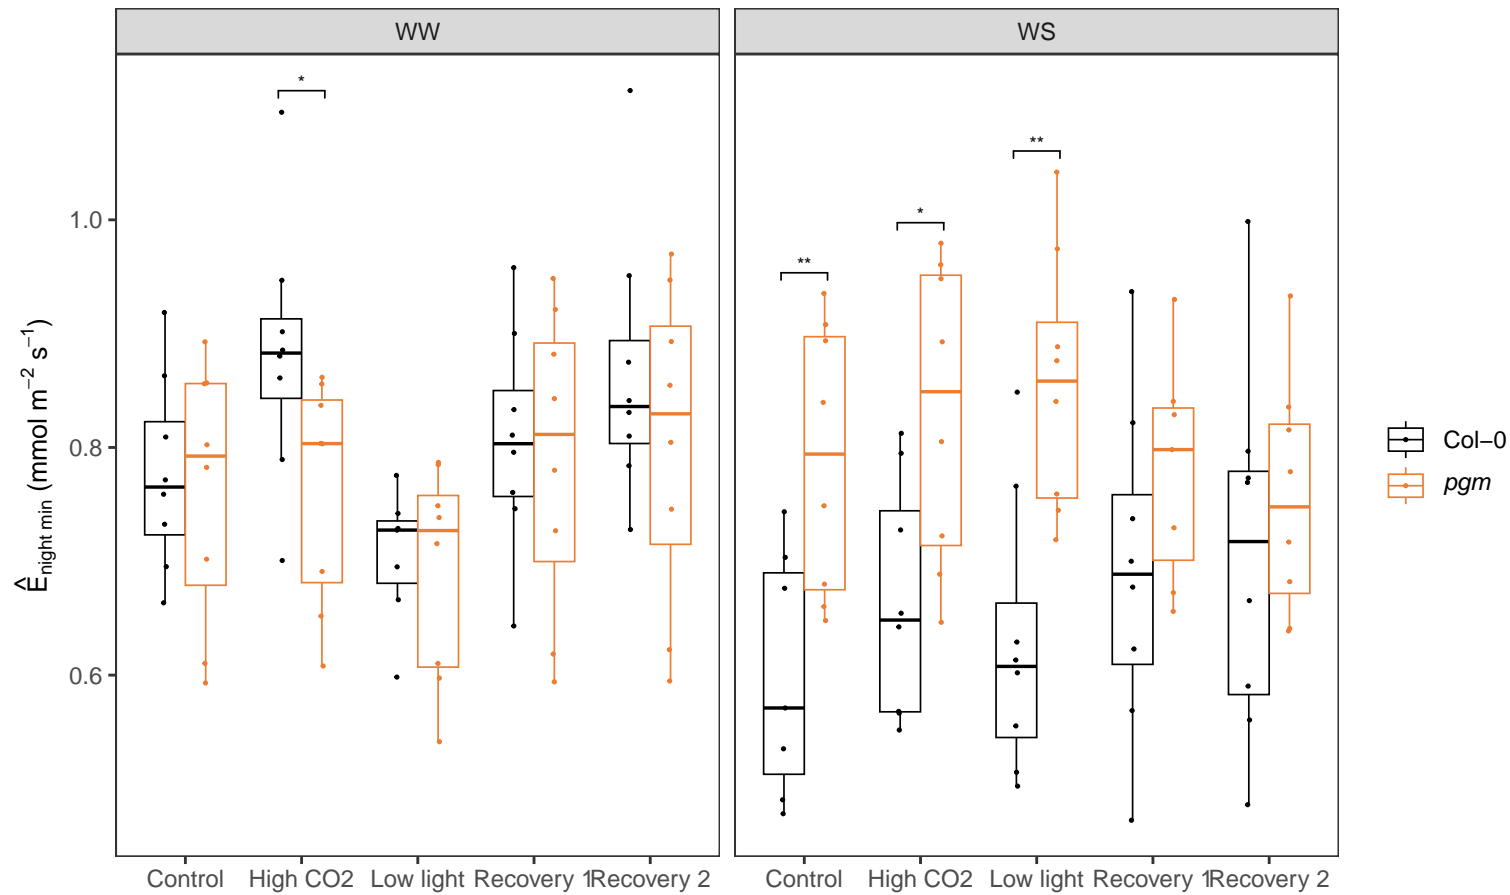 WW
WS
*
**
*
**
1.0
0.8
0.6
Ê night min (mmol m−2 s−1)
Control High CO2 Low light Recovery 1 Recovery 2
Control High CO2 Low light Recovery 1 Recovery 2
Col−0
pgm